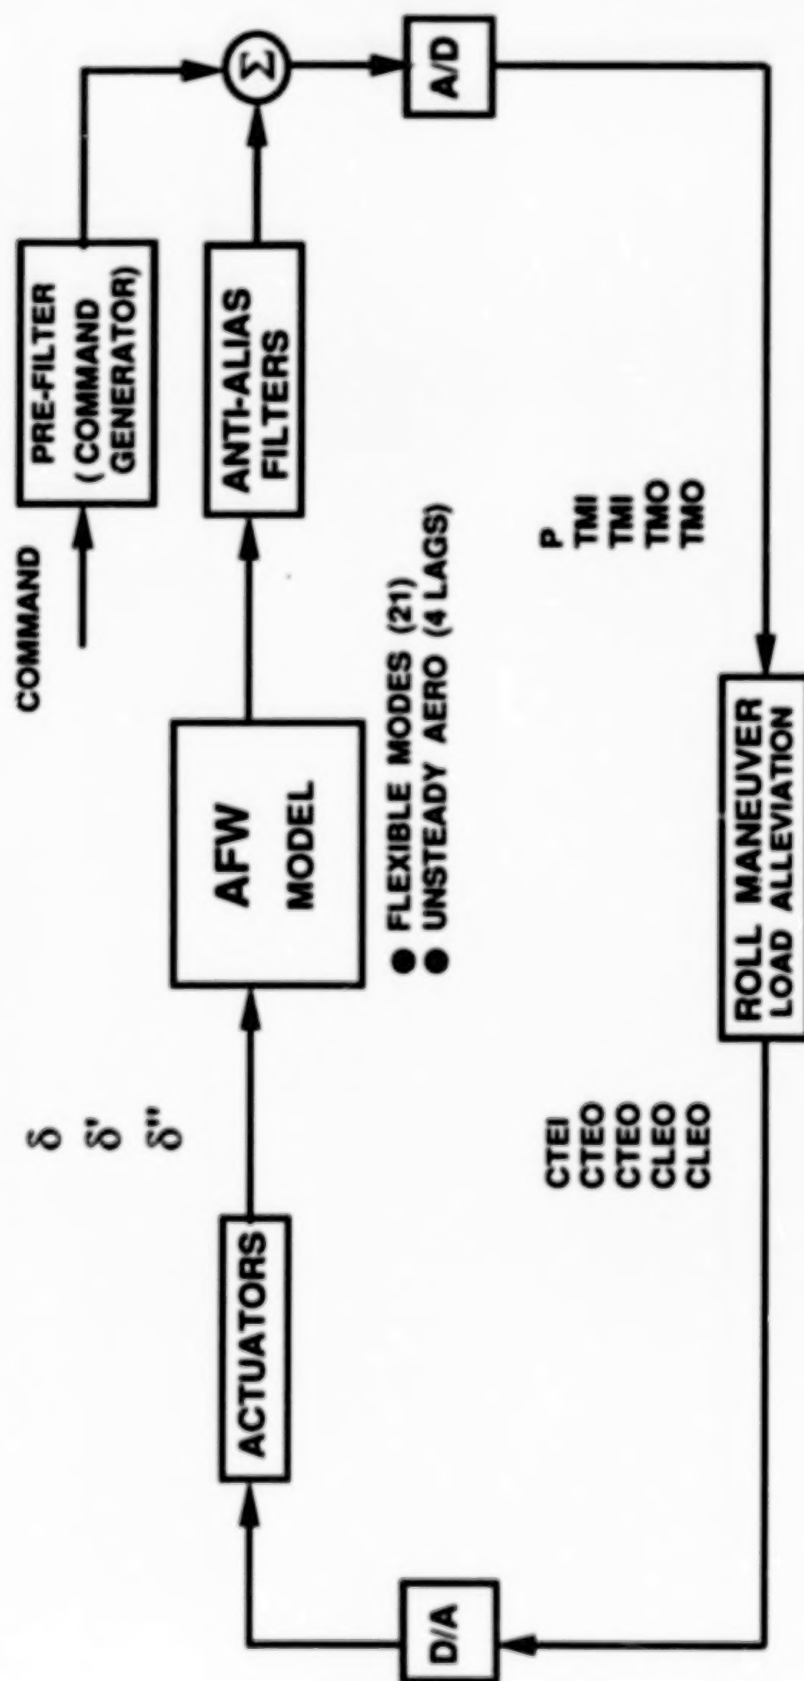 COMMAND
PRE-FILTER
( COMMAND
GENERATOR)
Σ
A/D
ANTI-ALIAS
FILTERS
δ
δ'
δ''
ACTUATORS
AFW
MODEL
● FLEXIBLE MODES (21)
● UNSTEADY AERO (4 LAGS)
D/A
CTEI
CTEO
CTEO
CLEO
CLEO
P
TMI
TMI
TMO
TMO
ROLL MANEUVER
LOAD ALLEVIATION